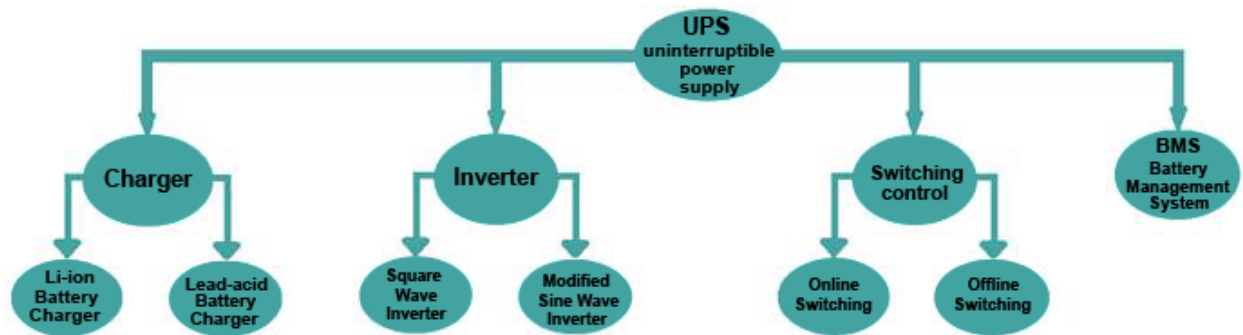 UPS
uninterruptible
power
supply
Charger
Inverter
Switching
control
BMS
Battery
Management
System
Li-ion
Battery
Charger
Lead-acid
Battery
Charger
Square
Wave
Inverter
Modified
Sine Wave
Inverter
Online
Switching
Offline
Switching